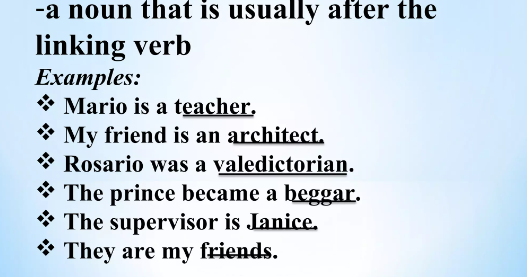 -a noun that is usually after the
linking verb
Examples:
❖ Mario is a teacher.
❖ My friend is an architect.
❖ Rosario was a valedictorian.
❖ The prince became a beggar.
❖ The supervisor is Janice.
❖ They are my friends.